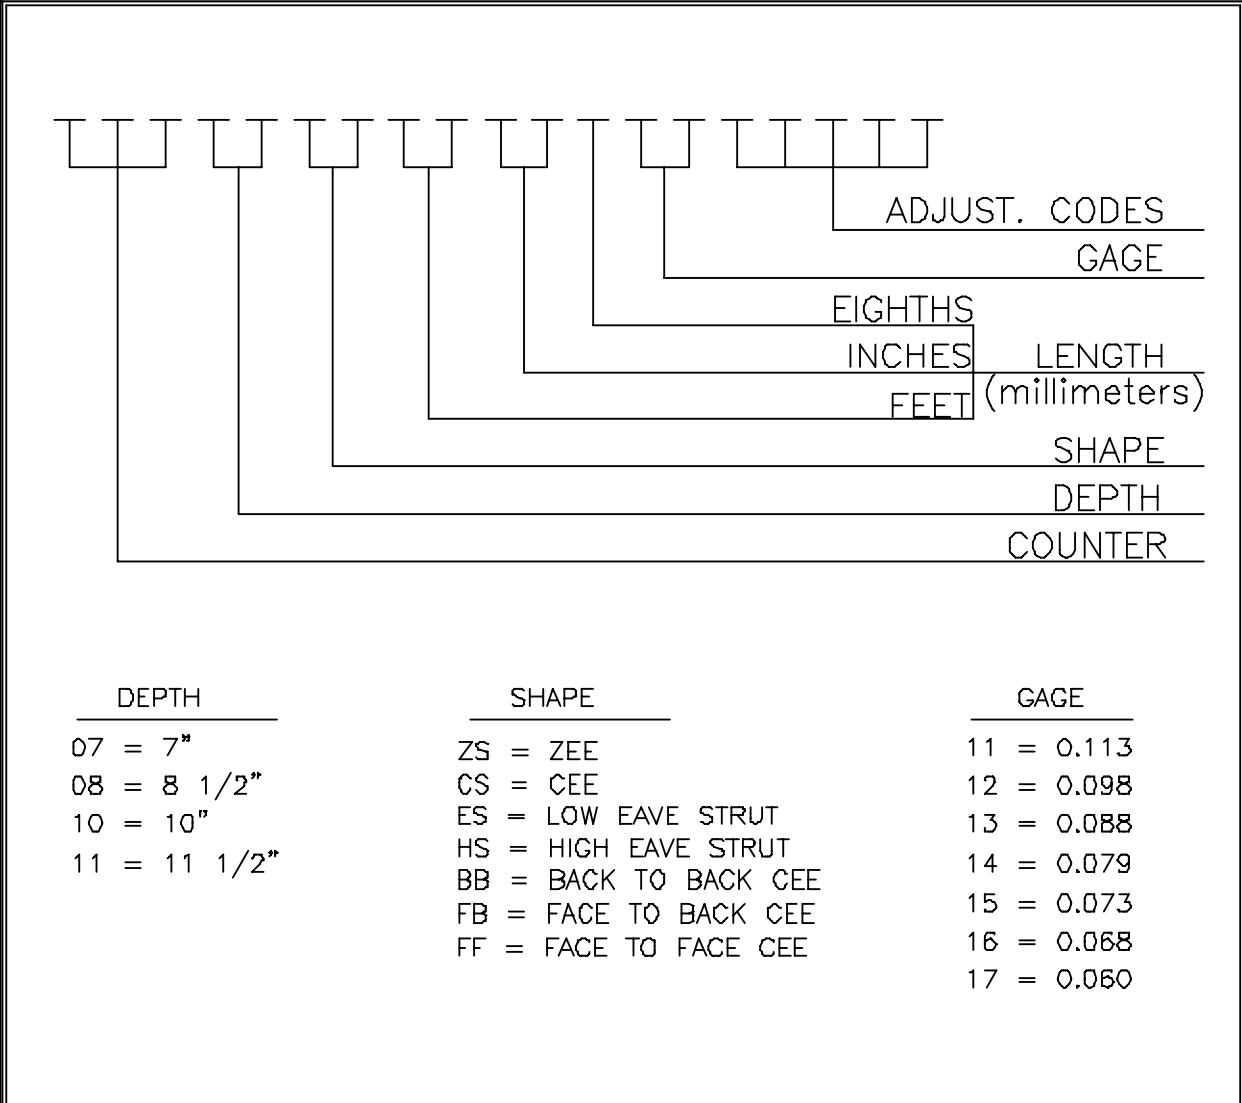 ADJUST. CODES
GAGE
EIGHTHS
INCHES LENGTH
(millimeters)
FEET
SHAPE
DEPTH
COUNTER
DEPTH
07 = 7"
08 = 8 1/2"
10 = 10"
11 = 11 1/2"
SHAPE
ZS = ZEE
CS = CEE
ES = LOW EAVE STRUT
HS = HIGH EAVE STRUT
BB = BACK TO BACK CEE
FB = FACE TO BACK CEE
FF = FACE TO FACE CEE
GAGE
11 = 0.113
12 = 0.098
13 = 0.088
14 = 0.079
15 = 0.073
16 = 0.068
17 = 0.060